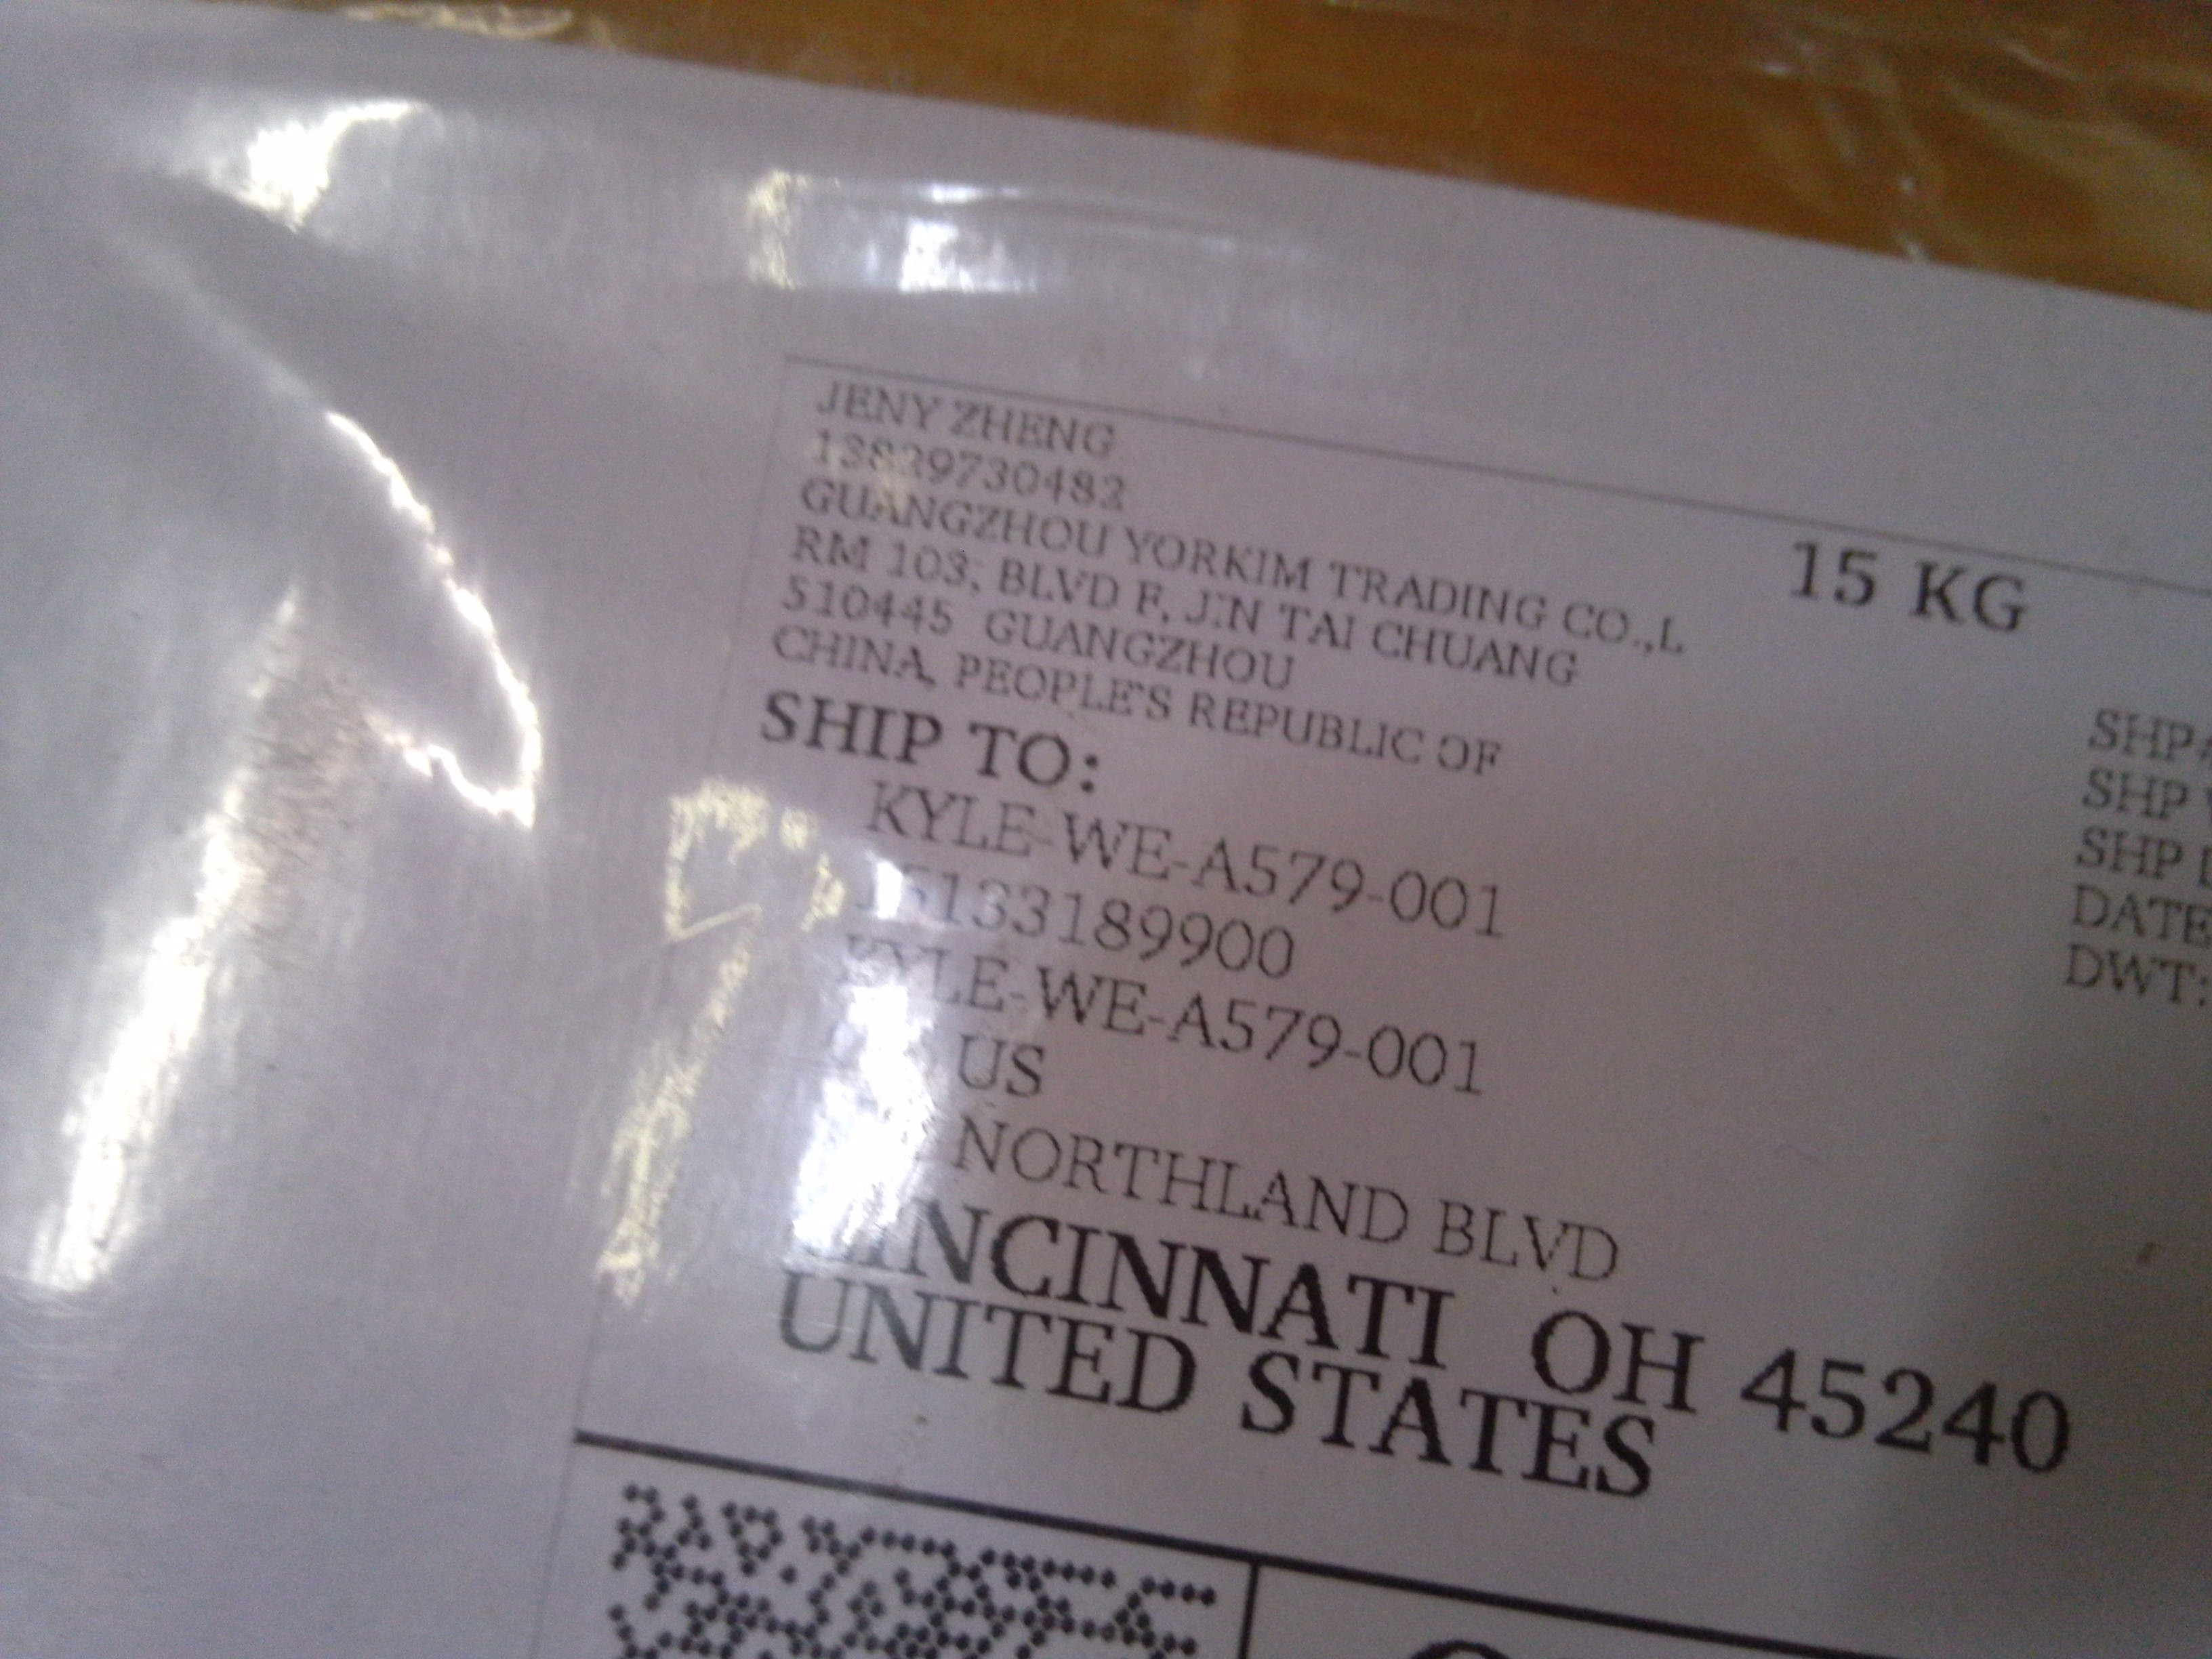 JENY ZHENG
13829730482
GUANGZHOU YORKIM TRADING CO.,L
RM 103, BLVD F, JIN TAI CHUANG
510445 GUANGZHOU
CHINA, PEOPLE'S REPUBLIC OF
15 KG
SHP
SHP
SHP
DATE
DWT:
SHIP TO:
KYLE-WE-A579-001
15133189900
KYLE-WE-A579-001
US
NORTHLAND BLVD
CINCINNATI OH 45240
UNITED STATES